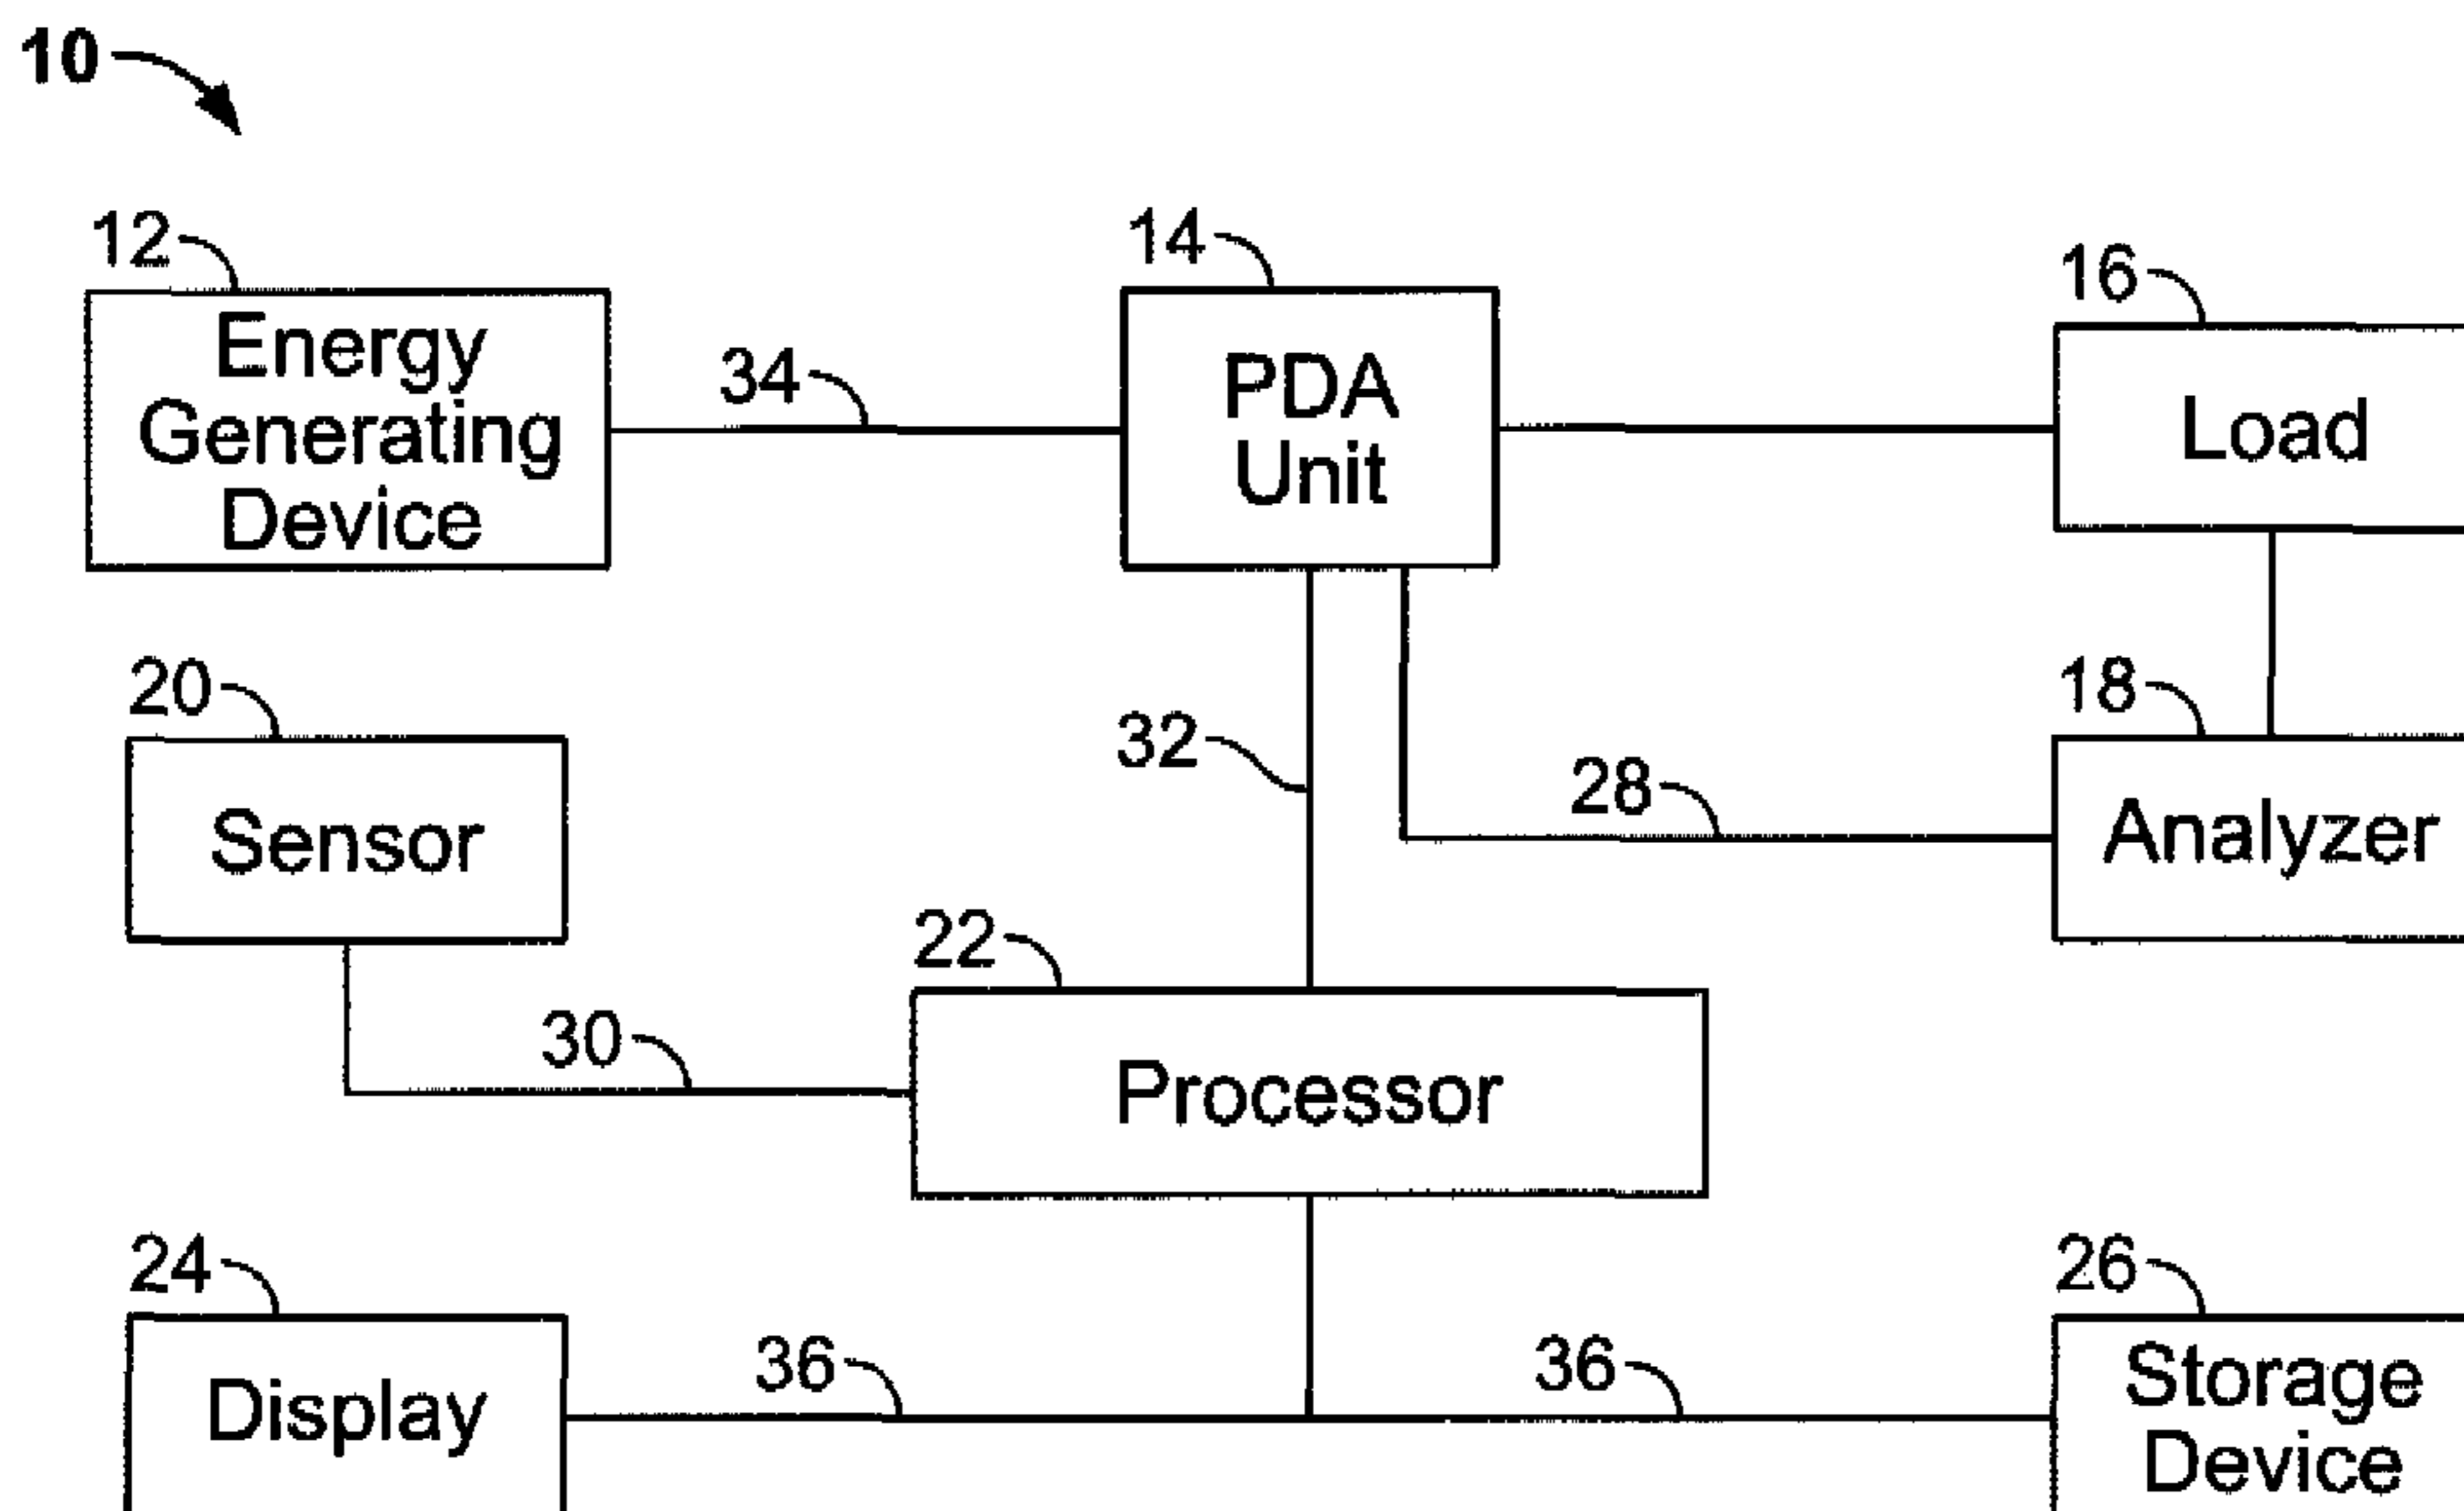 10
12
14
16
Energy
Generating
Device
34
PDA
Unit
Load
20
32
28
18
Sensor
Analyzer
22
30
Processor
24
36
36
26
Display
Storage
Device